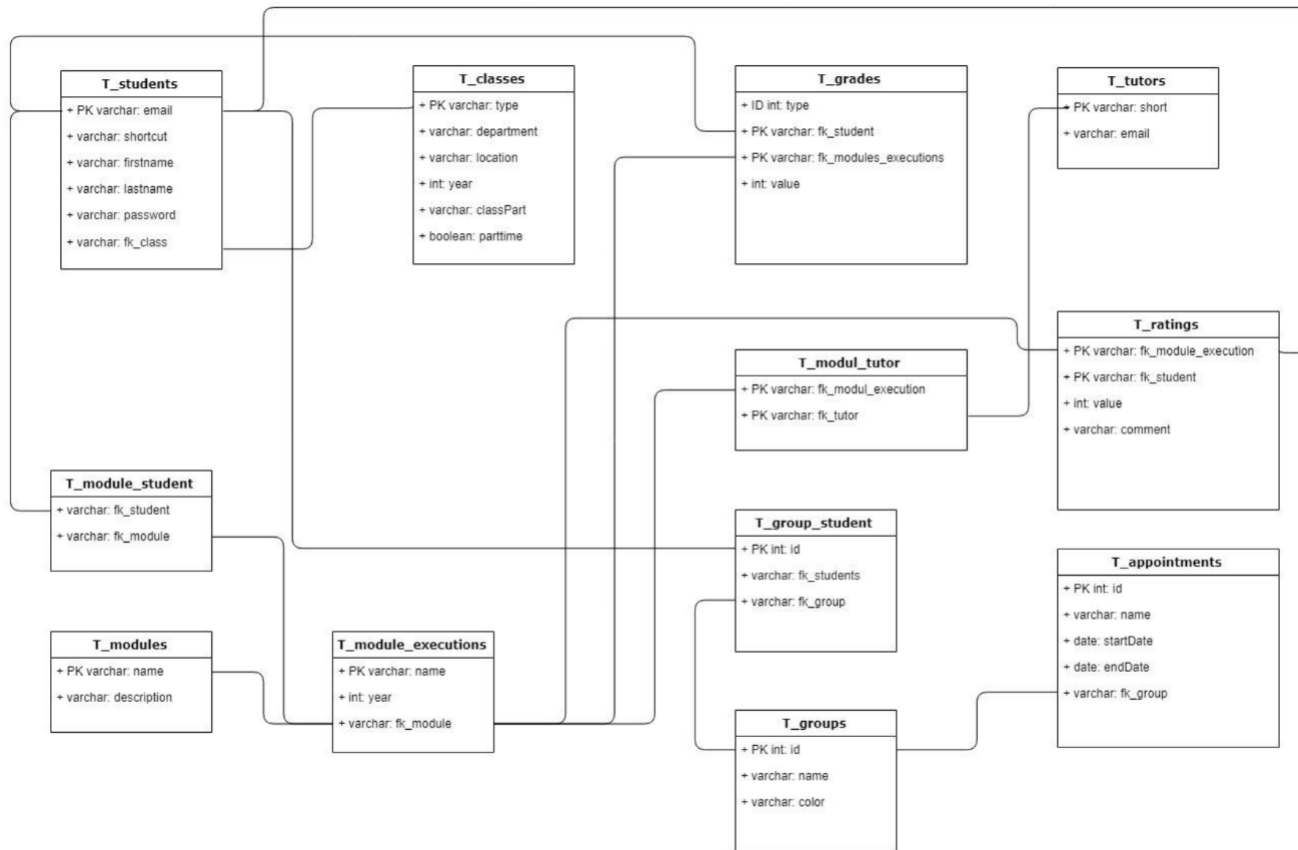 T_students
+ PK varchar: email
+ varchar: shortcut
+ varchar: firstname
+ varchar: lastname
+ varchar: password
+ varchar: fk_class
T_classes
+ PK varchar: type
+ varchar: department
+ varchar: location
+ int: year
+ varchar: classPart
+ boolean: parttime
T_grades
+ ID int: type
+ PK varchar: fk_student
+ PK varchar: fk_modules_executions
+ int: value
T_tutors
+ PK varchar: short
+ varchar: email
T_modul_tutor
+ PK varchar: fk_modul_execution
+ PK varchar: fk_tutor
T_ratings
+ PK varchar: fk_module_execution
+ PK varchar: fk_student
+ int: value
+ varchar: comment
T_module_student
+ varchar: fk_student
+ varchar: fk_module
T_group_student
+ PK int: id
+ varchar: fk_students
+ varchar: fk_group
T_appointments
+ PK int: id
+ varchar: name
+ date: startDate
+ date: endDate
+ varchar: fk_group
T_modules
+ PK varchar: name
+ varchar: description
T_module_executions
+ PK varchar: name
+ int: year
+ varchar: fk_module
T_groups
+ PK int: id
+ varchar: name
+ varchar: color